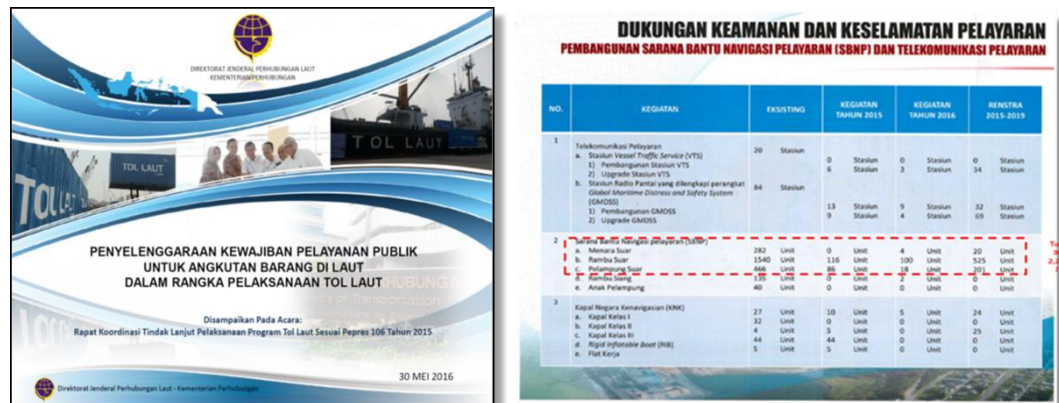 DIREKTORAT JENDERAL PERHUBUNGAN LAUT
KEMENTERIAN PERHUBUNGAN
TOL LAUT
TOL LAUT
TOL LAUT
PENYELENGGARAAN KEWAJIBAN PELAYANAN PUBLIK
UNTUK ANGKUTAN BARANG DI LAUT
DALAM RANGKA PELAKSANAAN TOL LAUT
Disampaikan Pada Acara:
Rapat Koordinasi Tindak Lanjut Pelaksanaan Program Tol Laut Sesuai Pepres 106 Tahun 2015
30 MEI 2016
Direktorat Jenderal Perhubungan Laut - Kementerian Perhubungan
DUKUNGAN KEAMANAN DAN KESELAMATAN PELAYARAN
PEMBANGUNAN SARANA BANTU NAVIGASI PELAYARAN (SBNP) DAN TELEKOMUNIKASI PELAYARAN
NO. KEGIATAN EKSISTING KEGIATAN TAHUN 2015 KEGIATAN TAHUN 2016 RENSTRA 2015-2019
1 Telekomunikasi Pelayaran
a. Stasiun Vessel Traffic Service (VTS) 20 Stasiun
1) Pembangunan Stasiun VTS 0 Stasiun 0 Stasiun 0 Stasiun
2) Upgrade Stasiun VTS 6 Stasiun 3 Stasiun 34 Stasiun
b. Stasiun Radio Pantai yang dilengkapi perangkat 84 Stasiun
Global Maritime Distress and Safety System
(GMDSS)
1) Pembangunan GMDSS 13 Stasiun 9 Stasiun 32 Stasiun
2) Upgrade GMDSS 9 Stasiun 4 Stasiun 69 Stasiun
2 Sarana Bantu Navigasi pelayaran (SBNP)
a. Menara Suar 282 Unit 0 Unit 4 Unit 20 Unit
b. Rambu Suar 1540 Unit 116 Unit 100 Unit 525 Unit
c. Pelampung Suar 466 Unit 86 Unit 18 Unit 201 Unit
d. Rambu Siang 135 Unit 0 Unit 2 Unit 0 Unit
e. Anak Pelampung 40 Unit 0 Unit 0 Unit 0 Unit
3 Kapal Negara Kenavigasian (KNK)
a. Kapal Kelas I 27 Unit 10 Unit 5 Unit 24 Unit
b. Kapal Kelas II 32 Unit 0 Unit 0 Unit 0 Unit
c. Kapal Kelas III 4 Unit 5 Unit 0 Unit 25 Unit
d. Rigid Inflatable Boat (RIB) 44 Unit 44 Unit 0 Unit 0 Unit
e. Flat Kerja 5 Unit 5 Unit 0 Unit 0 Unit